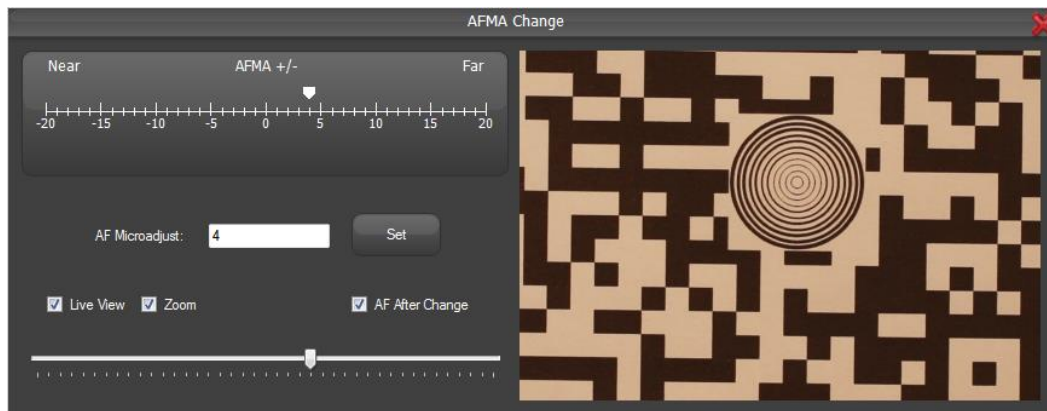 AFMA Change
Near AFMA +/- Far
-20 -15 -10 -5 0 5 10 15 20
AF Microadjust: 4 Set
Live View Zoom AF After Change